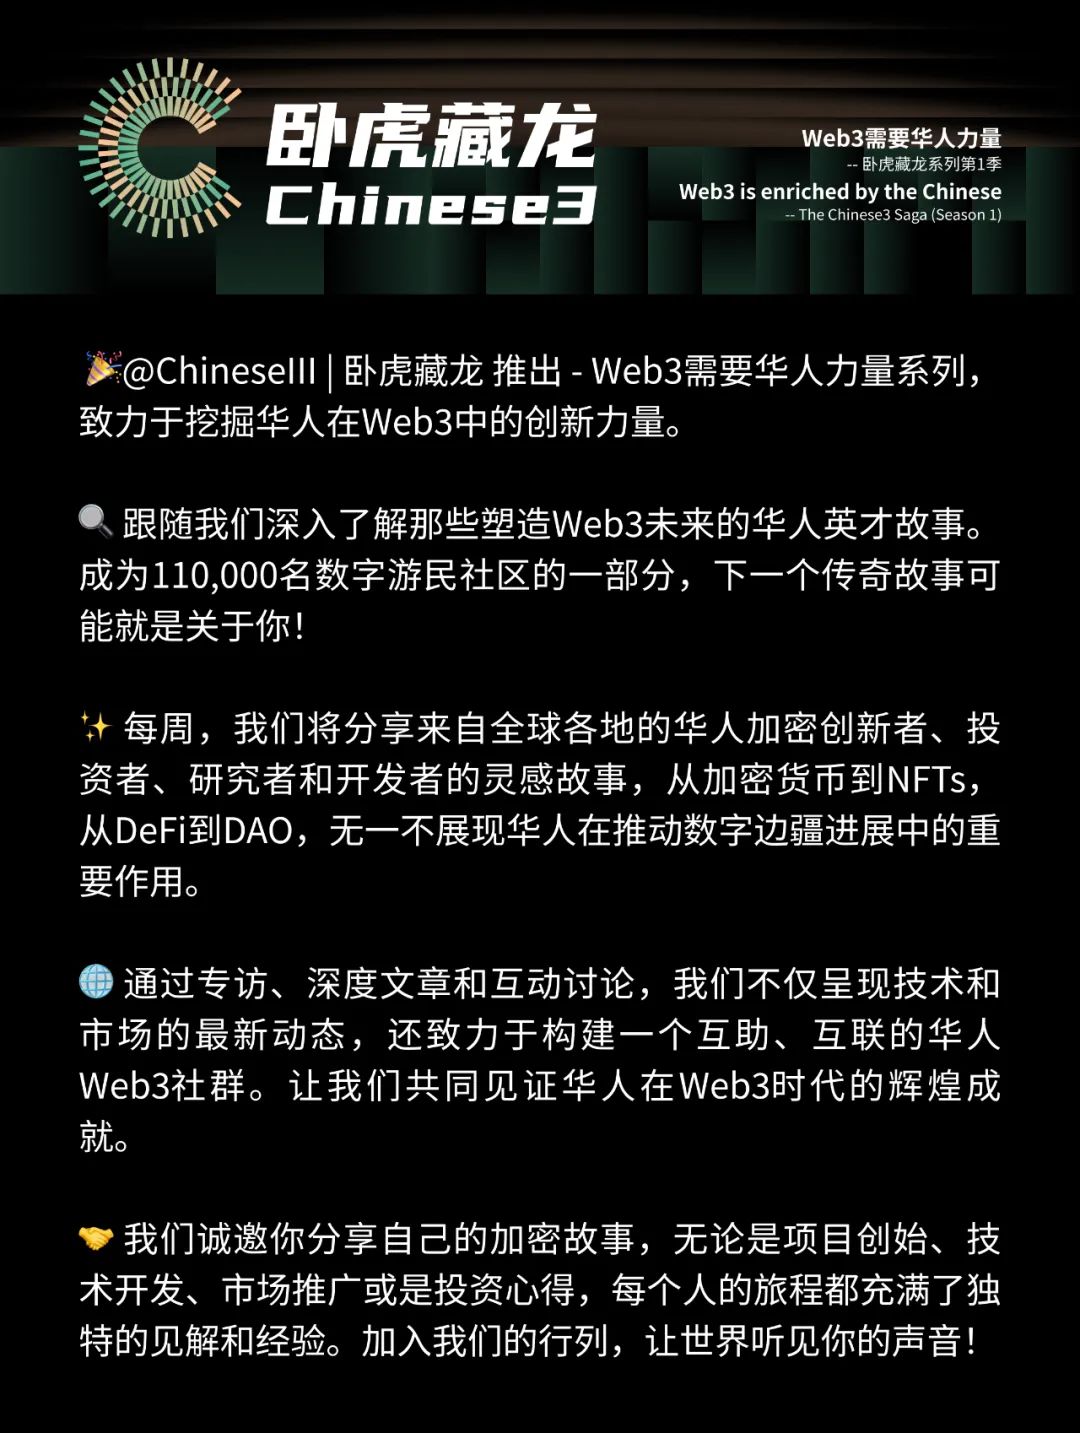 卧虎藏龙
Chinese3
Web3需要华人力量
-- 卧虎藏龙系列第1季
Web3 is enriched by the Chinese
-- The Chinese3 Saga (Season 1)
🎉@ChineseIII | 卧虎藏龙 推出 - Web3需要华人力量系列，
致力于挖掘华人在Web3中的创新力量。
🔍 跟随我们深入了解那些塑造Web3未来的华人英才故事。
成为110,000名数字游民社区的一部分，下一个传奇故事可
能就是关于你！
✨ 每周，我们将分享来自全球各地的华人加密创新者、投
资者、研究者和开发者的灵感故事，从加密货币到NFTs，
从DeFi到DAO，无一不展现华人在推动数字边疆进展中的重
要作用。
🌐 通过专访、深度文章和互动讨论，我们不仅呈现技术和
市场的最新动态，还致力于构建一个互助、互联的华人
Web3社群。让我们共同见证华人在Web3时代的辉煌成
就。
🤝 我们诚邀你分享自己的加密故事，无论是项目创始、技
术开发、市场推广或是投资心得，每个人的旅程都充满了独
特的见解和经验。加入我们的行列，让世界听见你的声音！